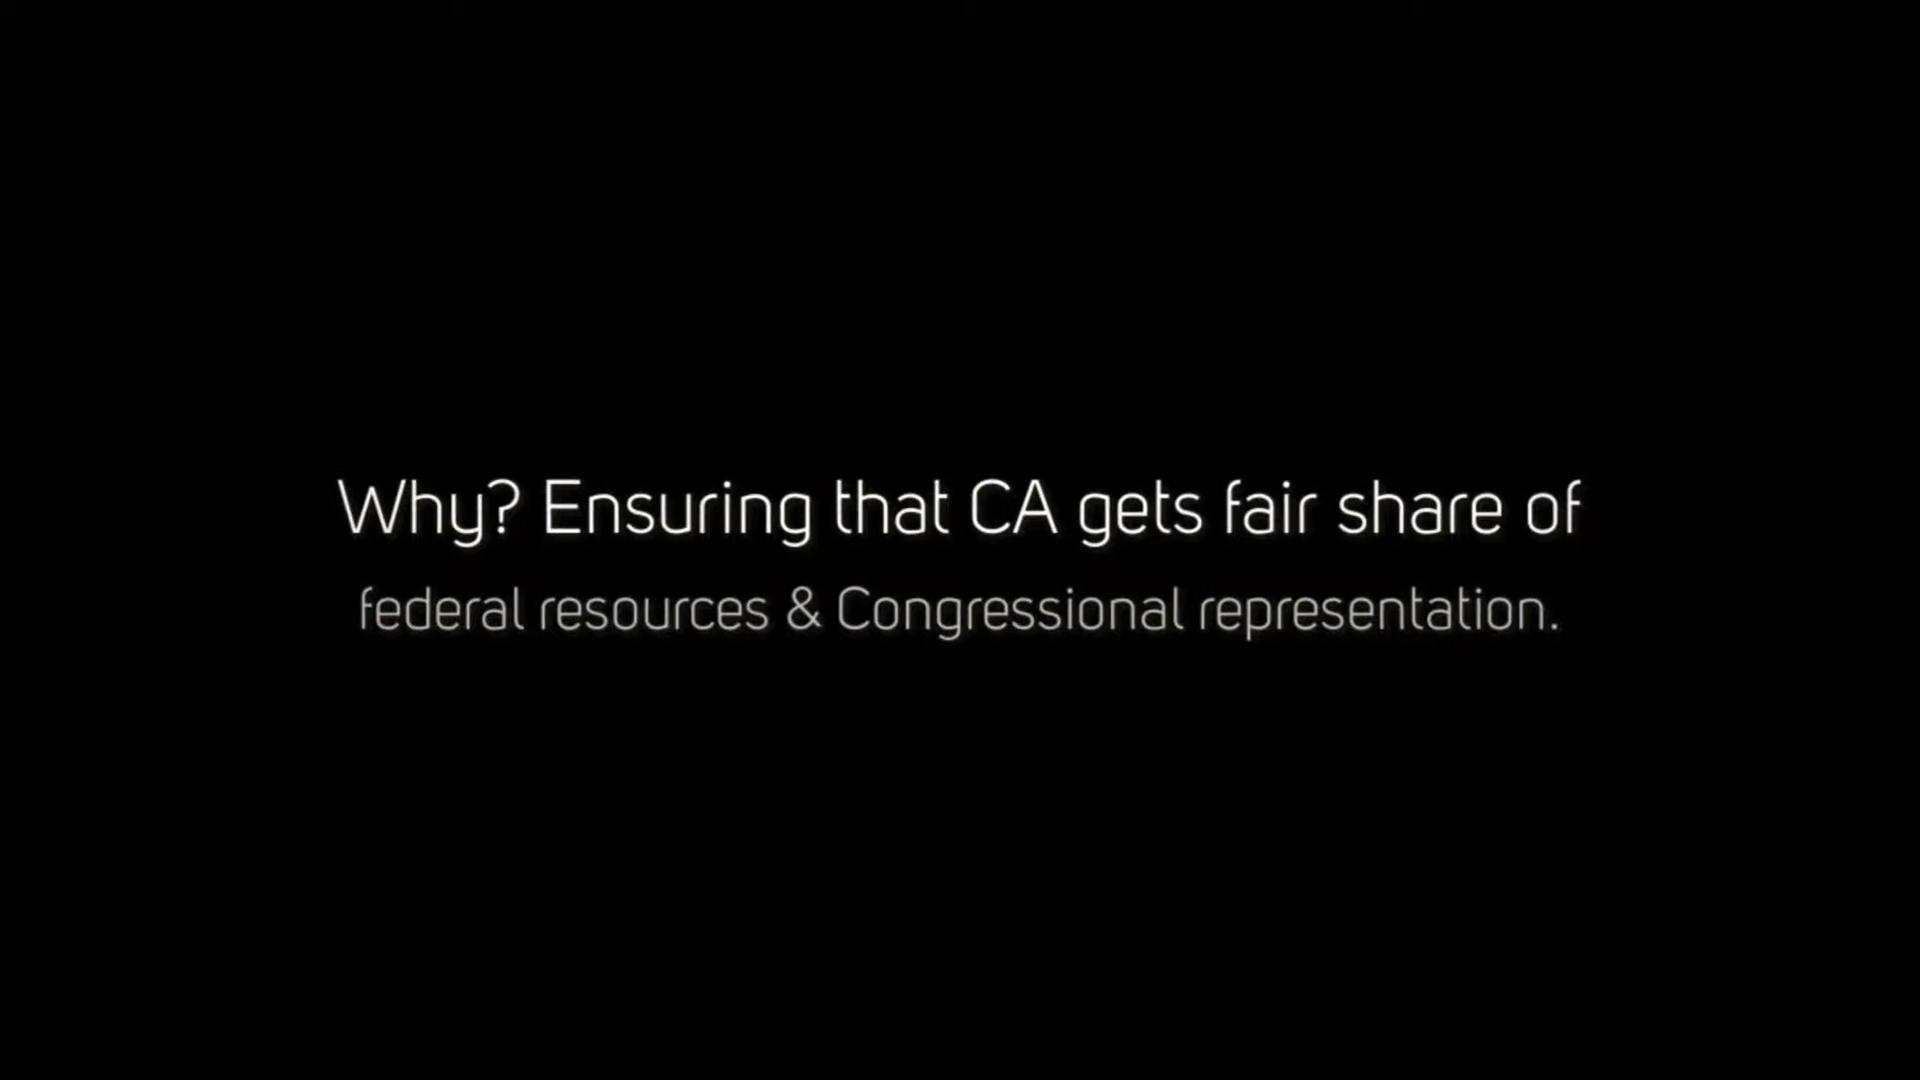 Why? Ensuring that CA gets fair share of
federal resources & Congressional representation.